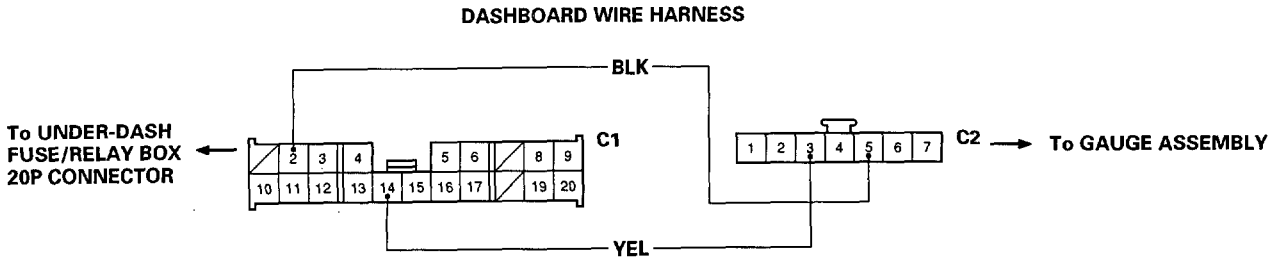 DASHBOARD WIRE HARNESS
BLK
To UNDER-DASH
FUSE/RELAY BOX
20P CONNECTOR
C1
2 3 4 5 6 8 9
10 11 12 13 14 15 16 17 19 20
1 2 3 4 5 6 7
C2
To GAUGE ASSEMBLY
YEL